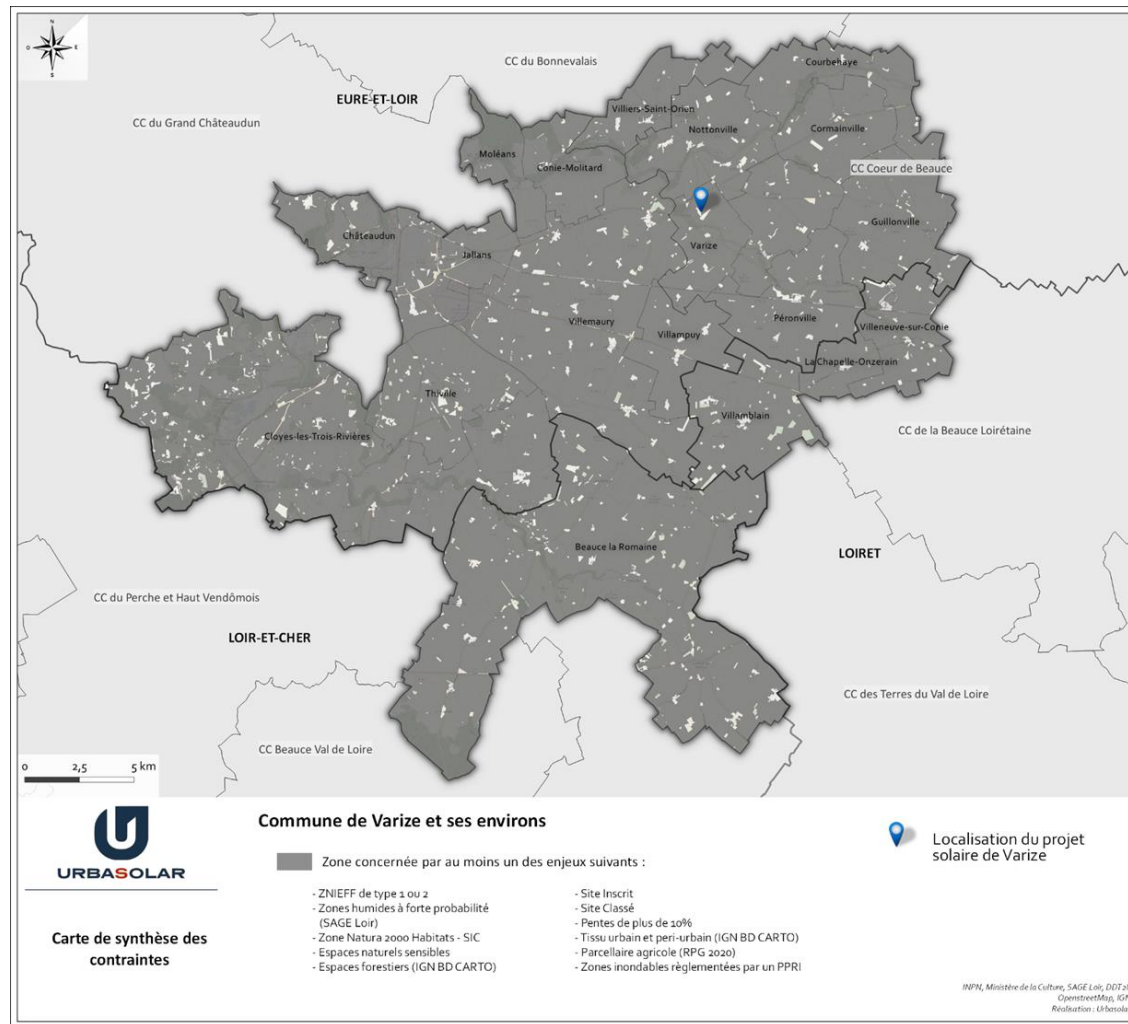 N
O
E
S
CC du Bonnevalais
Courbehaye
EURE-ET-LOIR
Villiers-Saint-Orien
CC du Grand Châteaudun
Nottonville
Cormainville
Moléans
Conie-Molitard
CC Coeur de Beauce
Guillonville
Châteaudun
Varize
Jallans
Villemaury
Péronville
Villeneuve-sur-Conie
Villampuy
La Chapelle-Onzerain
Thiville
Villamblain
Cloyes-les-Trois-Rivières
CC de la Beauce Loirétaine
Beauce la Romaine
LOIRET
CC du Perche et Haut Vendômois
LOIR-ET-CHER
CC des Terres du Val de Loire
CC Beauce Val de Loire
0 2,5 5 km
URBASOLAR
Carte de synthèse des
contraintes
Commune de Varize et ses environs
Zone concernée par au moins un des enjeux suivants :
- ZNIEFF de type 1 ou 2
- Zones humides à forte probabilité
(SAGE Loir)
- Zone Natura 2000 Habitats - SIC
- Espaces naturels sensibles
- Espaces forestiers (IGN BD CARTO)
- Site Inscrit
- Site Classé
- Pentes de plus de 10%
- Tissu urbain et peri-urbain (IGN BD CARTO)
- Parcellaire agricole (RPG 2020)
- Zones inondables règlementées par un PPRI
Localisation du projet
solaire de Varize
INPN, Ministère de la Culture, SAGE Loir,
OpenstreetMap,
Réalisation :